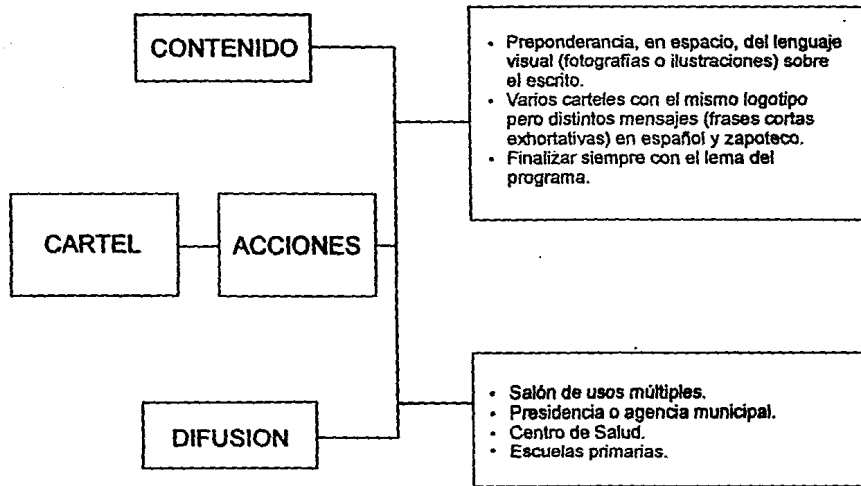 CONTENIDO
• Preponderancia, en espacio, del lenguaje
visual (fotografías o ilustraciones) sobre
el escrito.
• Varios carteles con el mismo logotipo
pero distintos mensajes (frases cortas
exhortativas) en español y zapoteco.
• Finalizar siempre con el lema del
programa.
CARTEL
ACCIONES
DIFUSION
• Salón de usos múltiples.
• Presidencia o agencia municipal.
• Centro de Salud.
• Escuelas primarias.